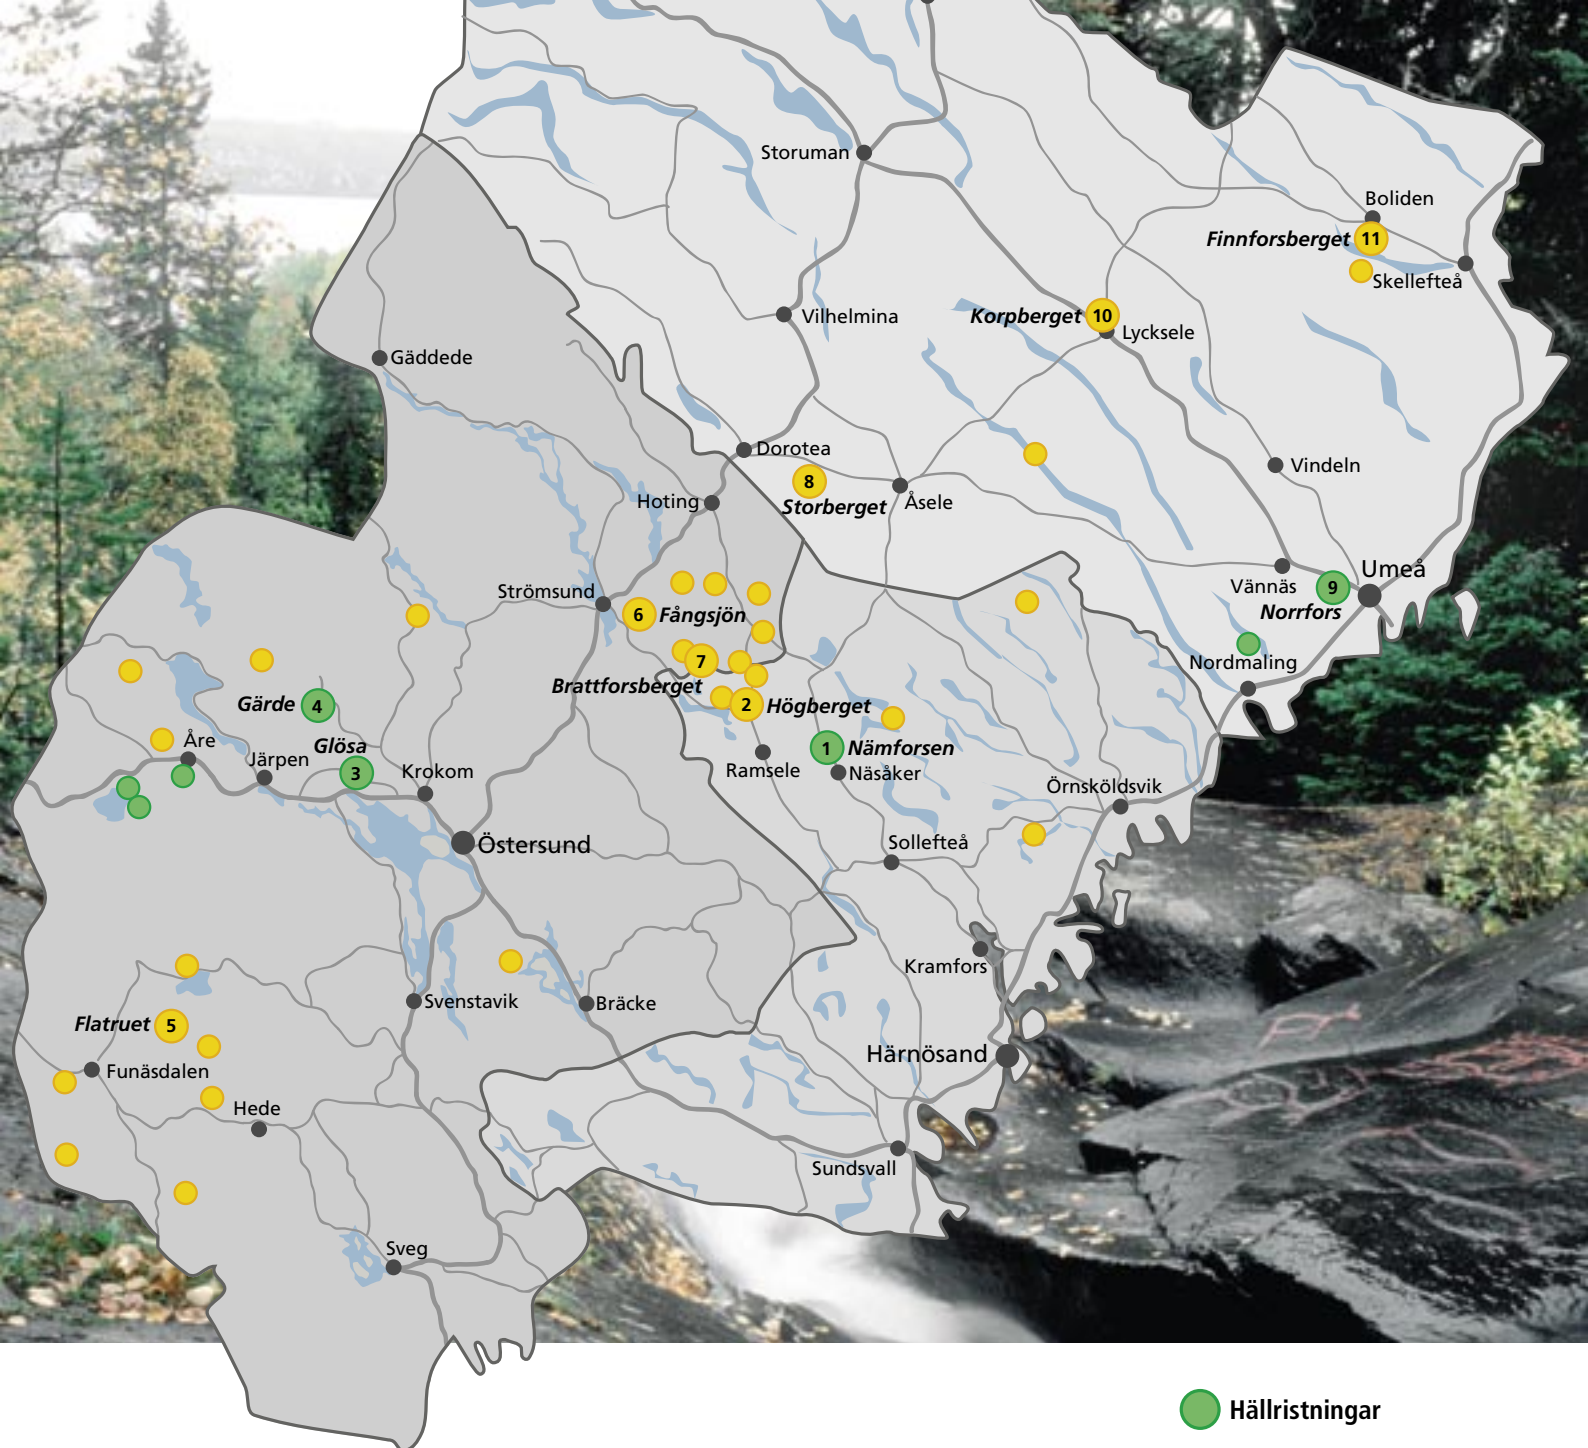 Storuman
Boliden
Finnforsberget 11
Skellefteå
Vilhelmina
Korpberget 10
Lycksele
Gäddede
Dorotea
8
Storberget
Åsele
Vindeln
Hoting
Strömsund
6 Fångsjön
Vännäs
9
Umeå
Norrfors
7
Brattforsberget
Nordmaling
Gärde 4
2 Högberget
Glösa
3
Åre
Järpen
Krokom
1 Nämforsen
Ramsele
Näsåker
Örnsköldsvik
Östersund
Sollefteå
Kramfors
Svenstavik
Bräcke
Flatruet 5
Funäsdalen
Härnösand
Hede
Sundsvall
Sveg
Hällristningar